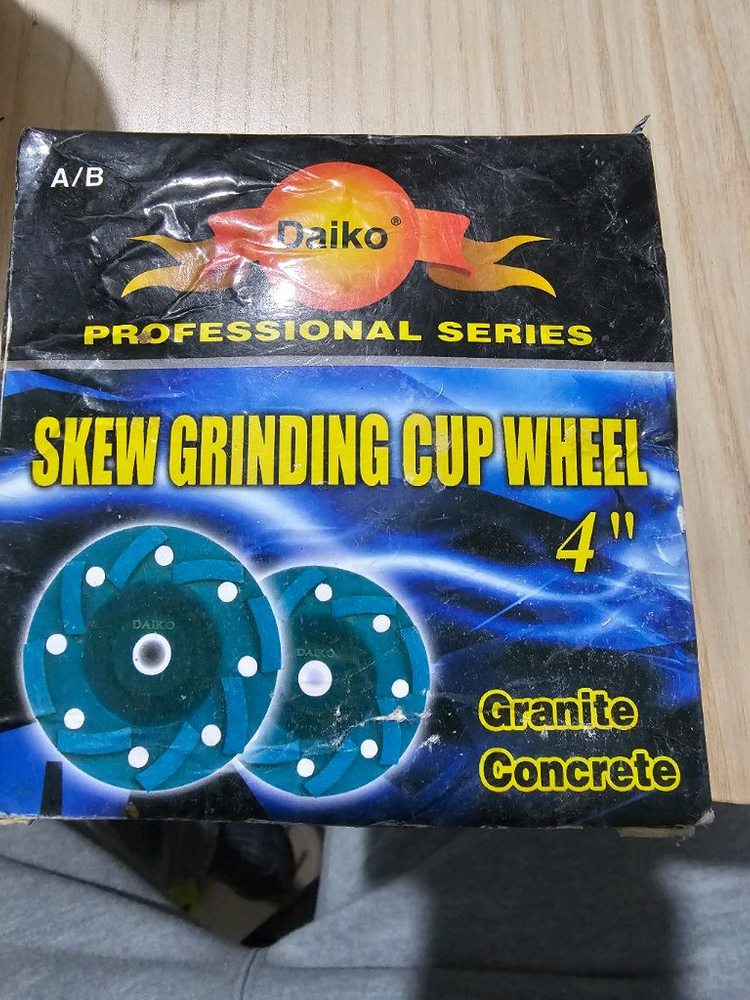 A/B
Daiko®
PROFESSIONAL SERIES
SKEW GRINDING CUP WHEEL
4"
DAIKO
DAIKO
Granite
Concrete